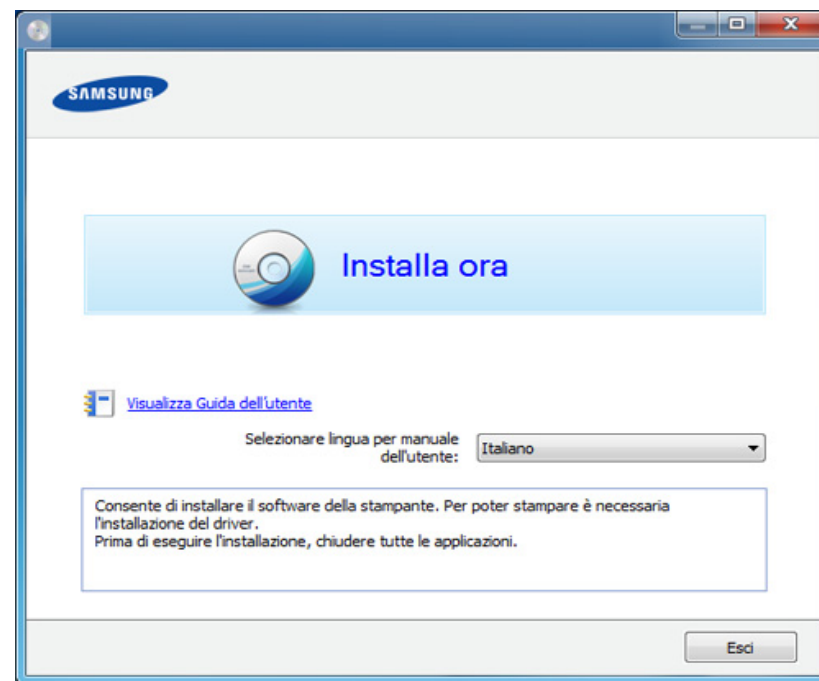 SAMSUNG
Installa ora
Visualizza Guida dell'utente
Selezionare lingua per manuale
dell'utente:
Italiano
Consente di installare il software della stampante. Per poter stampare è necessaria
l'installazione del driver.
Prima di eseguire l'installazione, chiudere tutte le applicazioni.
Esci